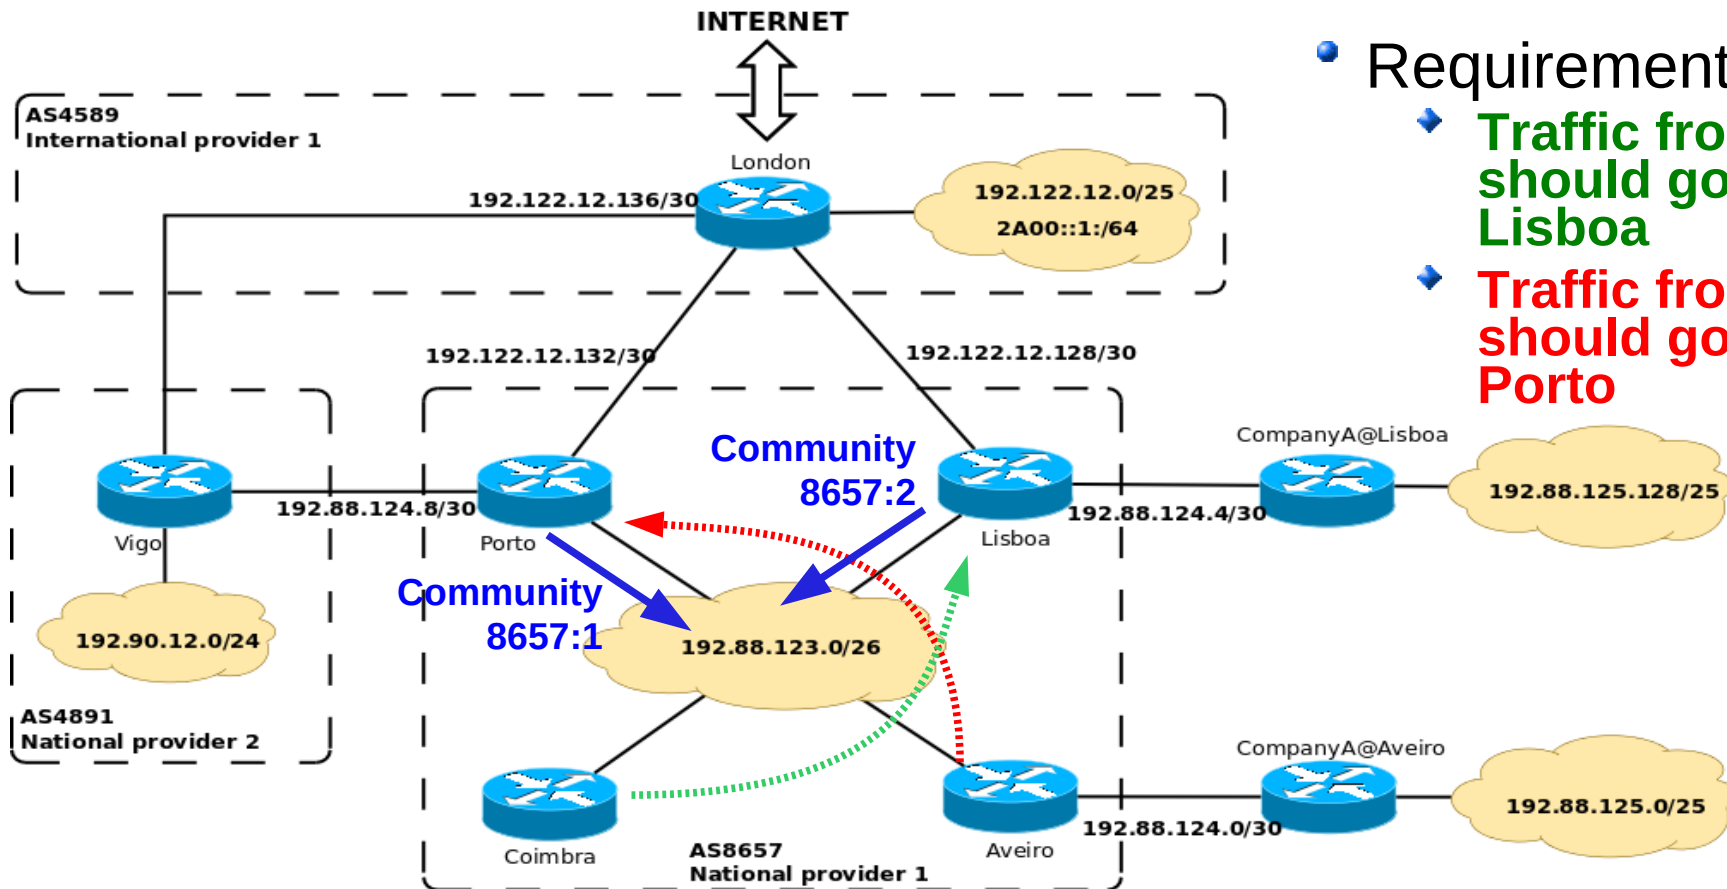 INTERNET
Requirement
Traffic fro
should go
Lisboa
Traffic fro
should go
Porto
AS4589
International provider 1
London
192.122.12.136/30
192.122.12.0/25
2A00::1:/64
192.122.12.132/30
192.122.12.128/30
Community
8657:2
CompanyA@Lisboa
192.88.125.128/25
192.88.124.8/30
192.88.124.4/30
Vigo
Porto
Lisboa
Community
8657:1
192.90.12.0/24
192.88.123.0/26
AS4891
National provider 2
CompanyA@Aveiro
192.88.125.0/25
192.88.124.0/30
Coimbra
Aveiro
AS8657
National provider 1